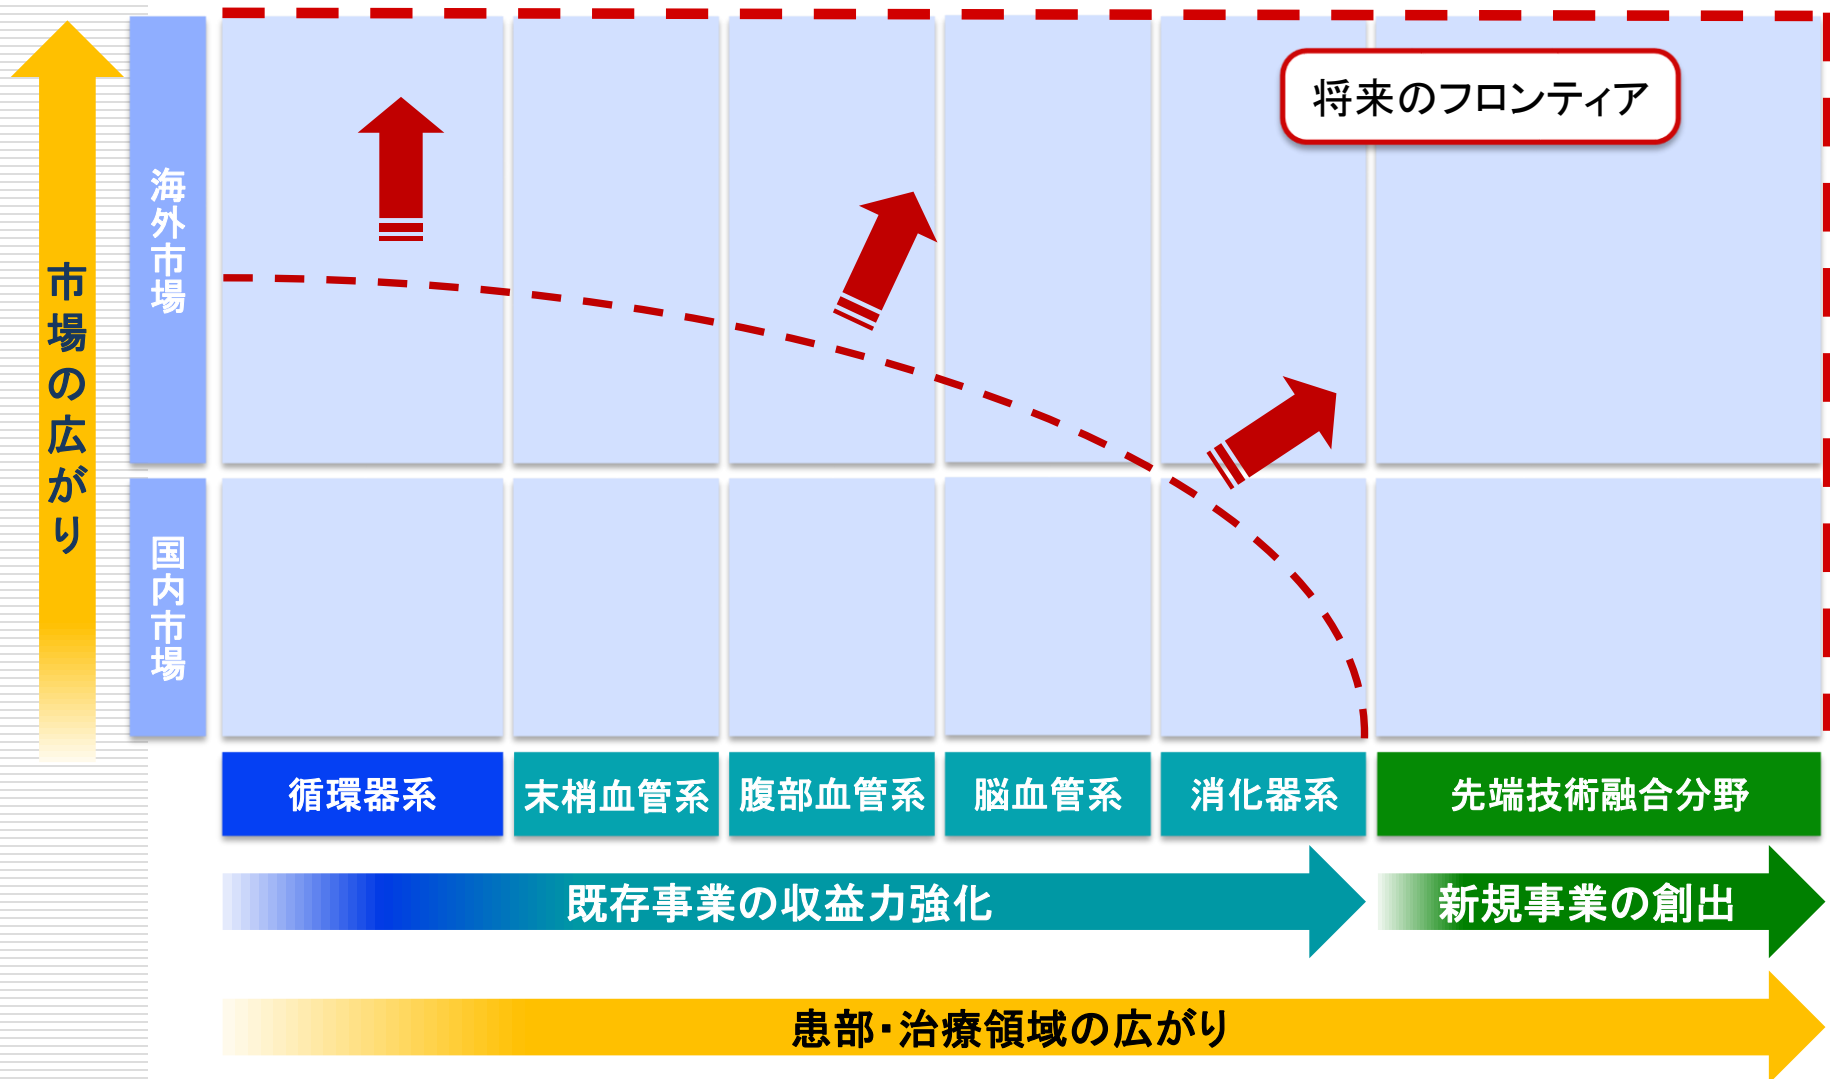 将来のフロンティア
市場の広がり
海外市場
国内市場
循環器系
末梢血管系
腹部血管系
脳血管系
消化器系
先端技術融合分野
既存事業の収益力強化
新規事業の創出
患部・治療領域の広がり